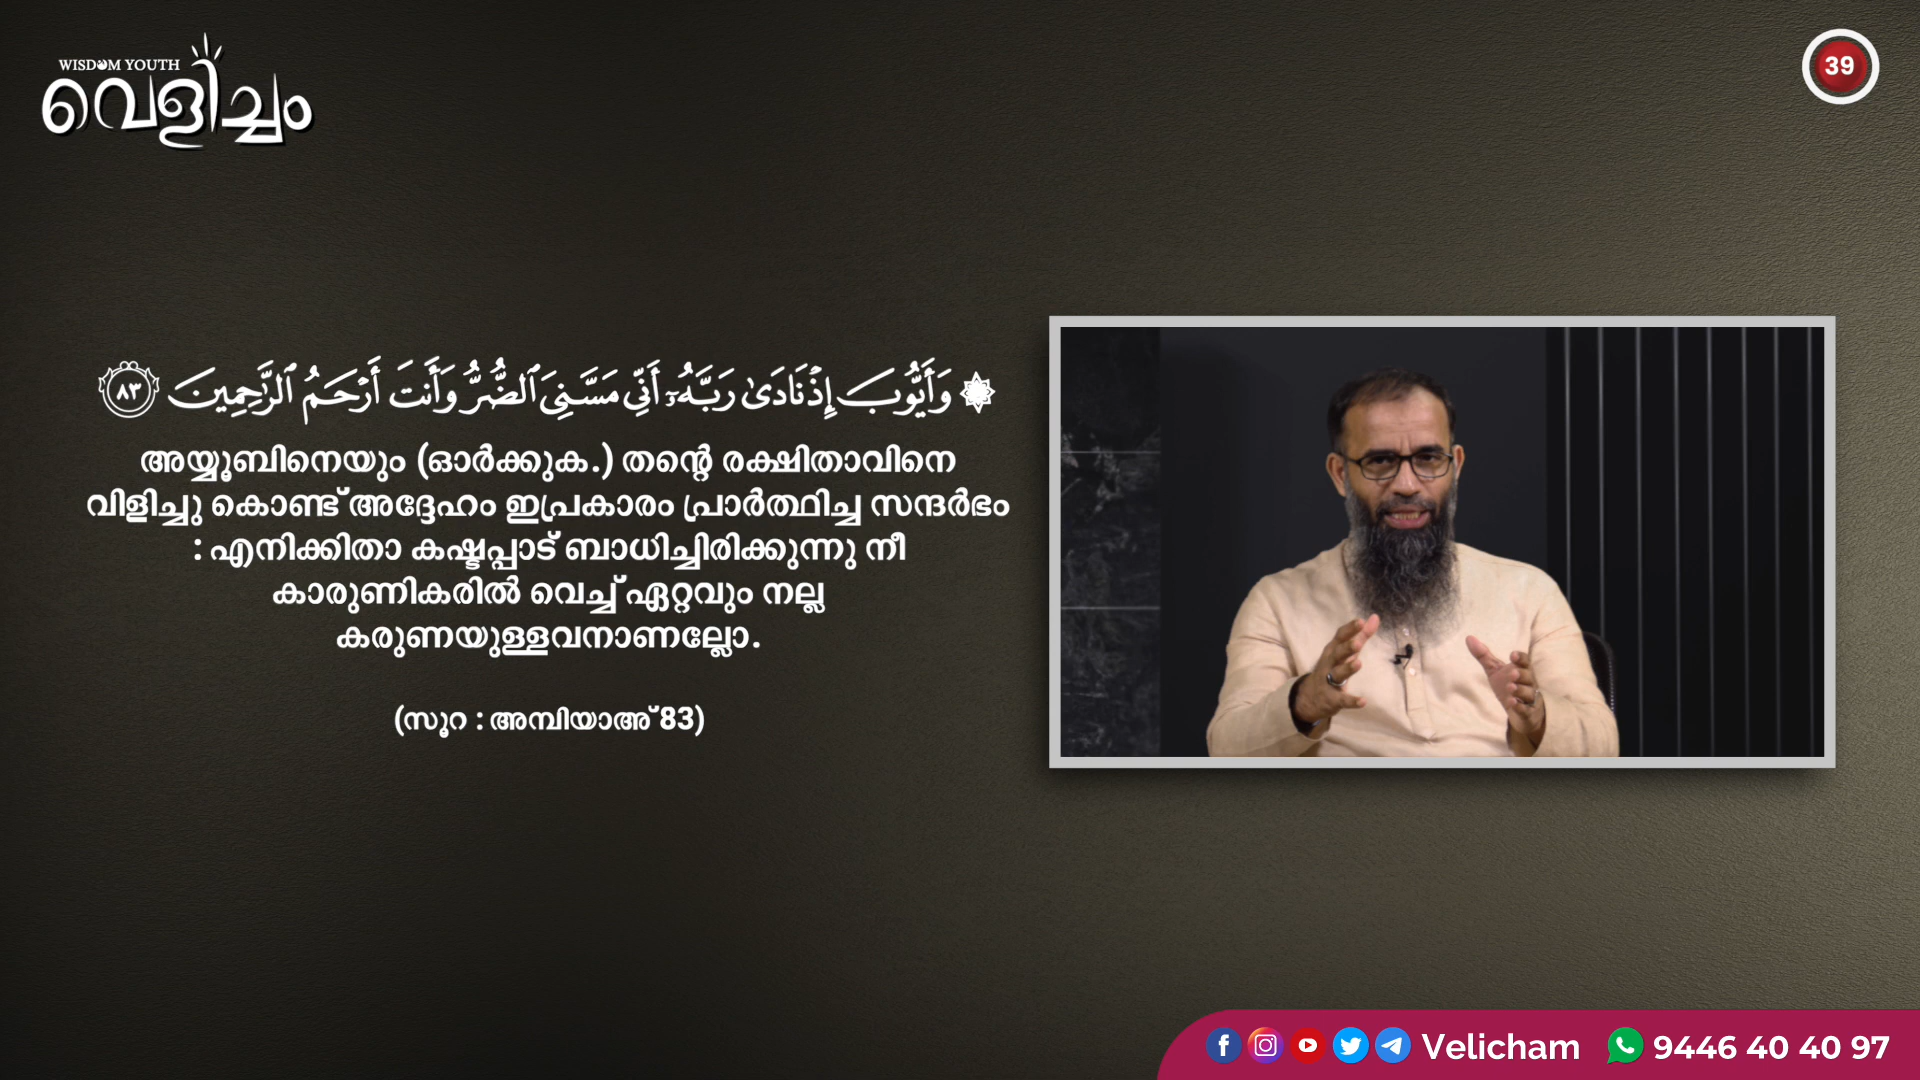 WISDOM YOUTH
വെളിച്ചം
39
۞ وَأَيُّوبَ إِذْ نَادَىٰ رَبَّهُۥٓ أَنِّى مَسَّنِىَ ٱلضُّرُّ وَأَنتَ أَرْحَمُ ٱلرَّٰحِمِينَ ٨٣
അയ്യൂബിനെയും (ഓർക്കുക.) തന്റെ രക്ഷിതാവിനെ
വിളിച്ചു കൊണ്ട് അദ്ദേഹം ഇപ്രകാരം പ്രാർത്ഥിച്ച സന്ദർഭം
: എനിക്കിതാ കഷ്ടപ്പാട് ബാധിച്ചിരിക്കുന്നു നീ
കാരുണികരിൽ വെച്ച് ഏറ്റവും നല്ല
കരുണയുള്ളവനാണല്ലോ.
(സൂറ : അമ്പിയാഅ് 83)
Velicham 9446 40 40 97